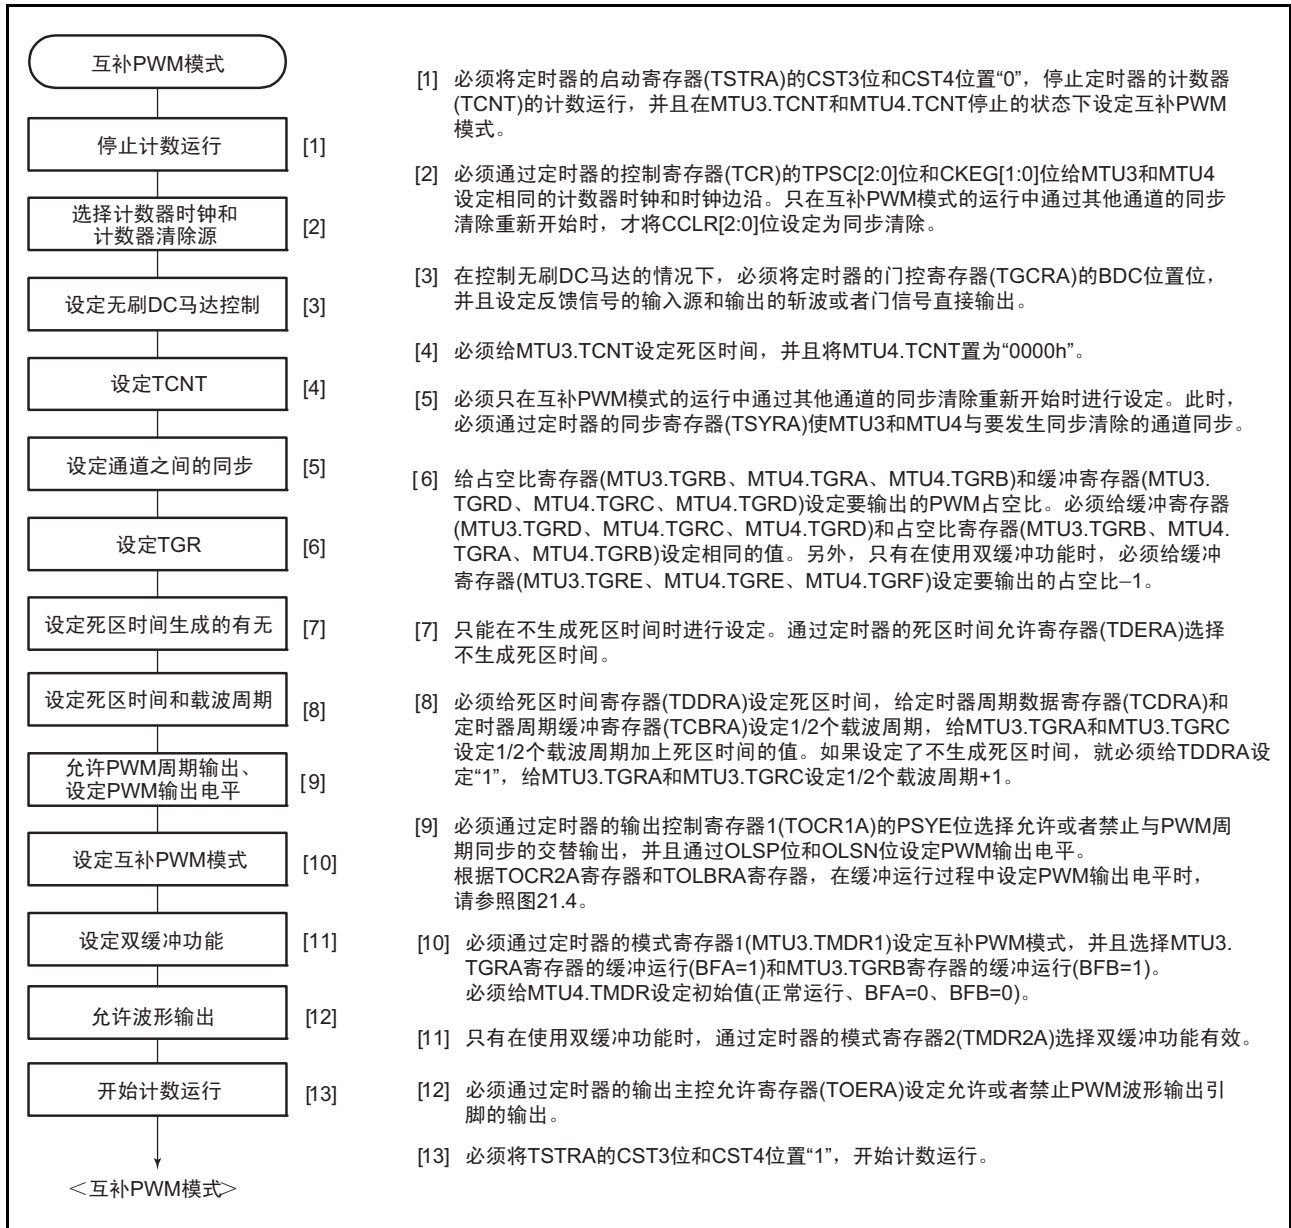 互补PWM模式
停止计数运行 [1]
选择计数器时钟和
计数器清除源 [2]
设定无刷DC马达控制 [3]
设定TCNT [4]
设定通道之间的同步 [5]
设定TGR [6]
设定死区时间生成的有无 [7]
设定死区时间和载波周期 [8]
允许PWM周期输出、
设定PWM输出电平 [9]
设定互补PWM模式 [10]
设定双缓冲功能 [11]
允许波形输出 [12]
开始计数运行 [13]
＜互补PWM模式＞
[1] 必须将定时器的启动寄存器(TSTRA)的CST3位和CST4位置“0”，停止定时器的计数器
(TCNT)的计数运行，并且在MTU3.TCNT和MTU4.TCNT停止的状态下设定互补PWM
模式。
[2] 必须通过定时器的控制寄存器(TCR)的TPSC[2:0]位和CKEG[1:0]位给MTU3和MTU4
设定相同的计数器时钟和时钟边沿。只在互补PWM模式的运行中通过其他通道的同步
清除重新开始时，才将CCLR[2:0]位设定为同步清除。
[3] 在控制无刷DC马达的情况下，必须将定时器的门控寄存器(TGCRA)的BDC位置位，
并且设定反馈信号的输入源和输出的斩波或者门信号直接输出。
[4] 必须给MTU3.TCNT设定死区时间，并且将MTU4.TCNT置为“0000h”。
[5] 必须只在互补PWM模式的运行中通过其他通道的同步清除重新开始时进行设定。此时，
必须通过定时器的同步寄存器(TSYRA)使MTU3和MTU4与要发生同步清除的通道同步。
[6] 给占空比寄存器(MTU3.TGRB、MTU4.TGRA、MTU4.TGRB)和缓冲寄存器(MTU3.
TGRD、MTU4.TGRC、MTU4.TGRD)设定要输出的PWM占空比。必须给缓冲寄存器
(MTU3.TGRD、MTU4.TGRC、MTU4.TGRD)和占空比寄存器(MTU3.TGRB、MTU4.
TGRA、MTU4.TGRB)设定相同的值。另外，只有在使用双缓冲功能时，必须给缓冲
寄存器(MTU3.TGRE、MTU4.TGRE、MTU4.TGRF)设定要输出的占空比–1。
[7] 只能在不生成死区时间时进行设定。通过定时器的死区时间允许寄存器(TDERA)选择
不生成死区时间。
[8] 必须给死区时间寄存器(TDDRA)设定死区时间，给定时器周期数据寄存器(TCDRA)和
定时器周期缓冲寄存器(TCBRA)设定1/2个载波周期，给MTU3.TGRA和MTU3.TGRC
设定1/2个载波周期加上死区时间的值。如果设定了不生成死区时间，就必须给TDDRA设
定“1”，给MTU3.TGRA和MTU3.TGRC设定1/2个载波周期+1。
[9] 必须通过定时器的输出控制寄存器1(TOCR1A)的PSYE位选择允许或者禁止与PWM周
期同步的交替输出，并且通过OLSP位和OLSN位设定PWM输出电平。
根据TOCR2A寄存器和TOLBRA寄存器，在缓冲运行过程中设定PWM输出电平时，
请参照图21.4。
[10] 必须通过定时器的模式寄存器1(MTU3.TMDR1)设定互补PWM模式，并且选择MTU3.
TGRA寄存器的缓冲运行(BFA=1)和MTU3.TGRB寄存器的缓冲运行(BFB=1)。
必须给MTU4.TMDR设定初始值(正常运行、BFA=0、BFB=0)。
[11] 只有在使用双缓冲功能时，通过定时器的模式寄存器2(TMDR2A)选择双缓冲功能有效。
[12] 必须通过定时器的输出主控允许寄存器(TOERA)设定允许或者禁止PWM波形输出引
脚的输出。
[13] 必须将TSTRA的CST3位和CST4位置“1”，开始计数运行。